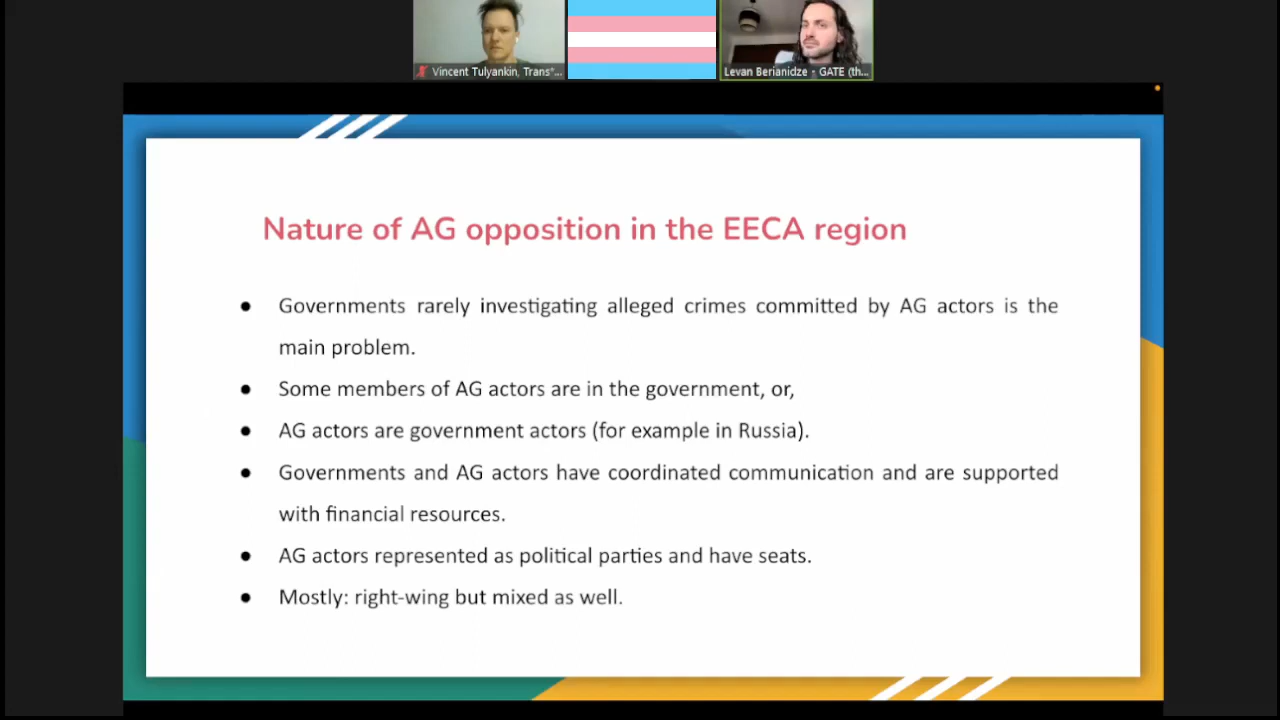 Vincent Tulyankin, Trans*...
Levan Berianidze - GATE (th...
Nature of AG opposition in the EECA region
● Governments rarely investigating alleged crimes committed by AG actors is the
main problem.
● Some members of AG actors are in the government, or,
● AG actors are government actors (for example in Russia).
● Governments and AG actors have coordinated communication and are supported
with financial resources.
● AG actors represented as political parties and have seats.
● Mostly: right-wing but mixed as well.